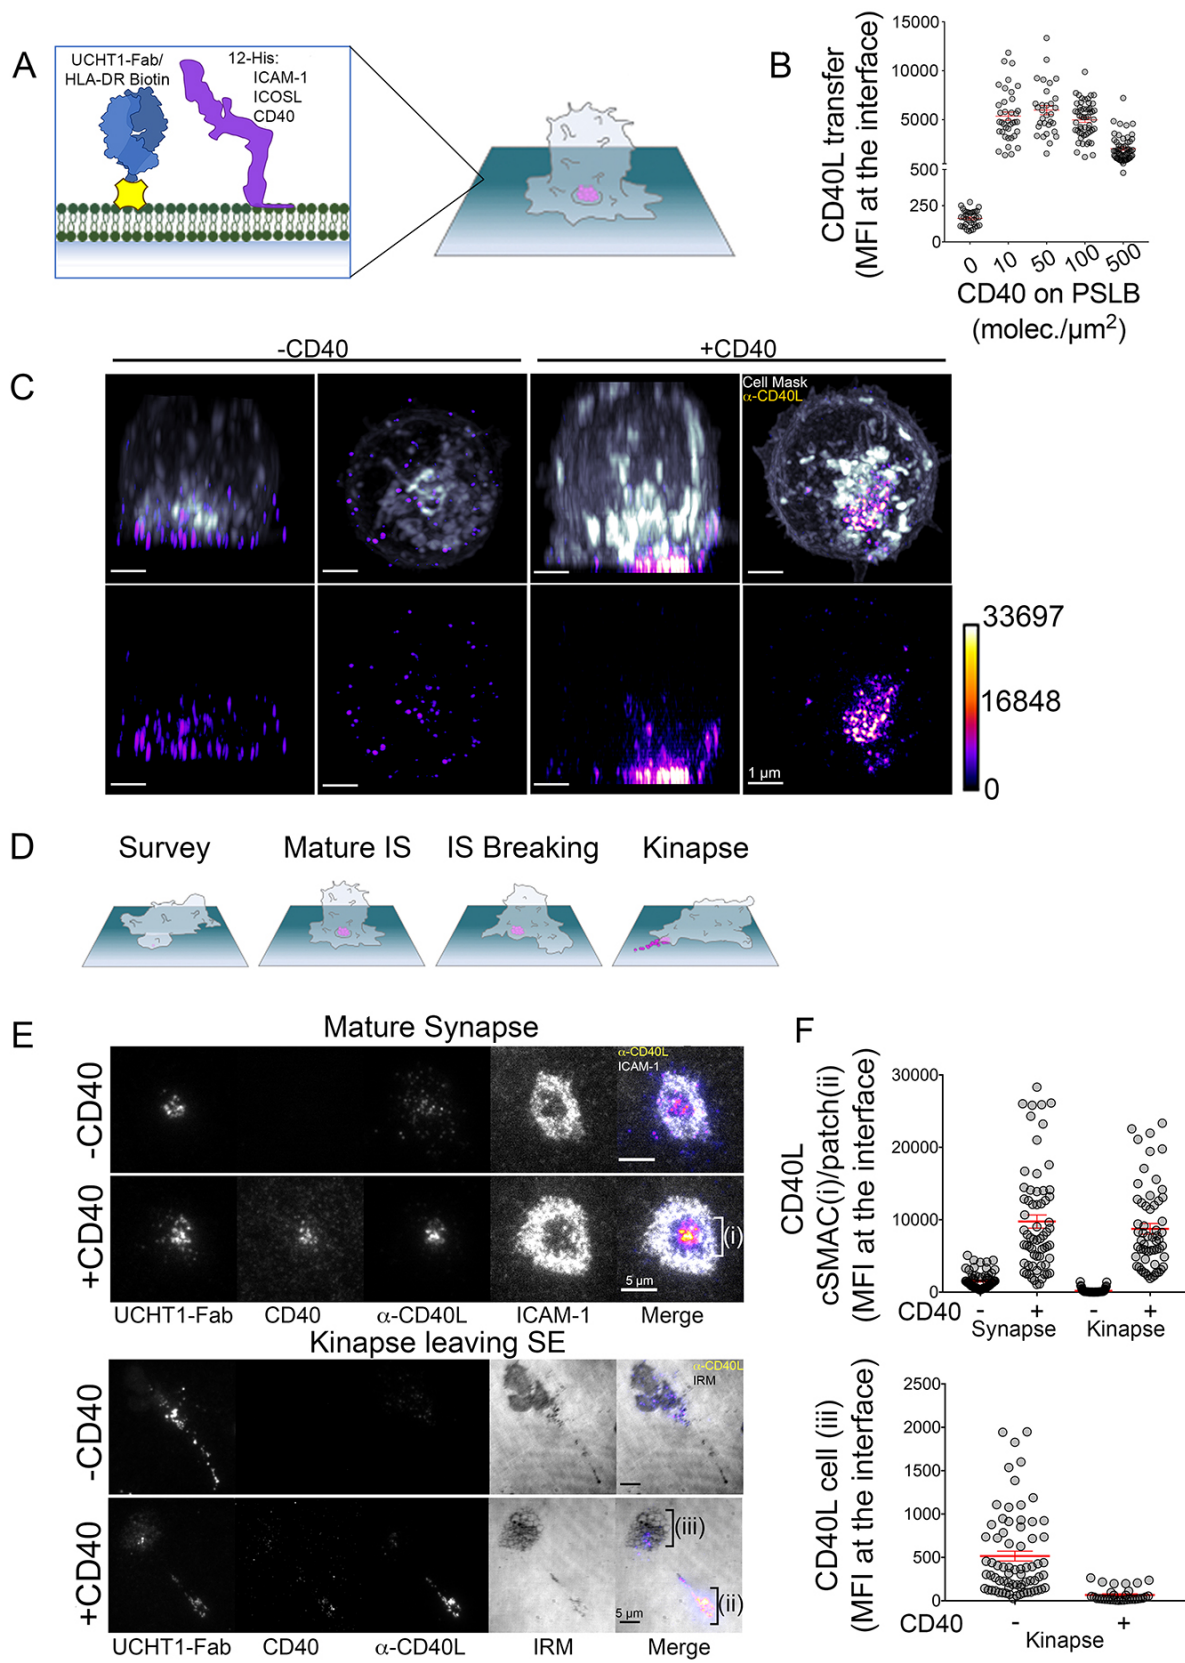 A
UCHT1-Fab/
HLA-DR Biotin
12-His:
ICAM-1
ICOSL
CD40
B
CD40L transfer
(MFI at the interface)
15000
10000
5000
500
250
0
0 10 50 100 500
CD40 on PSLB
(molec./µm²)
-CD40
+CD40
C
Cell Mask
α-CD40L
1 µm
33697
16848
0
D
Survey
Mature IS
IS Breaking
Kinapse
E
Mature Synapse
-CD40
α-CD40L
ICAM-1
+CD40
(i)
5 µm
UCHT1-Fab CD40 α-CD40L ICAM-1 Merge
Kinapse leaving SE
-CD40
α-CD40L
IRM
+CD40
(iii)
(ii)
5 µm
UCHT1-Fab CD40 α-CD40L IRM Merge
F
CD40L
cSMAC(i)/patch(ii)
(MFI at the interface)
30000
20000
10000
0
CD40 - + - +
Synapse Kinapse
CD40L cell (iii)
(MFI at the interface)
2500
2000
1500
1000
500
0
CD40 - +
Kinapse